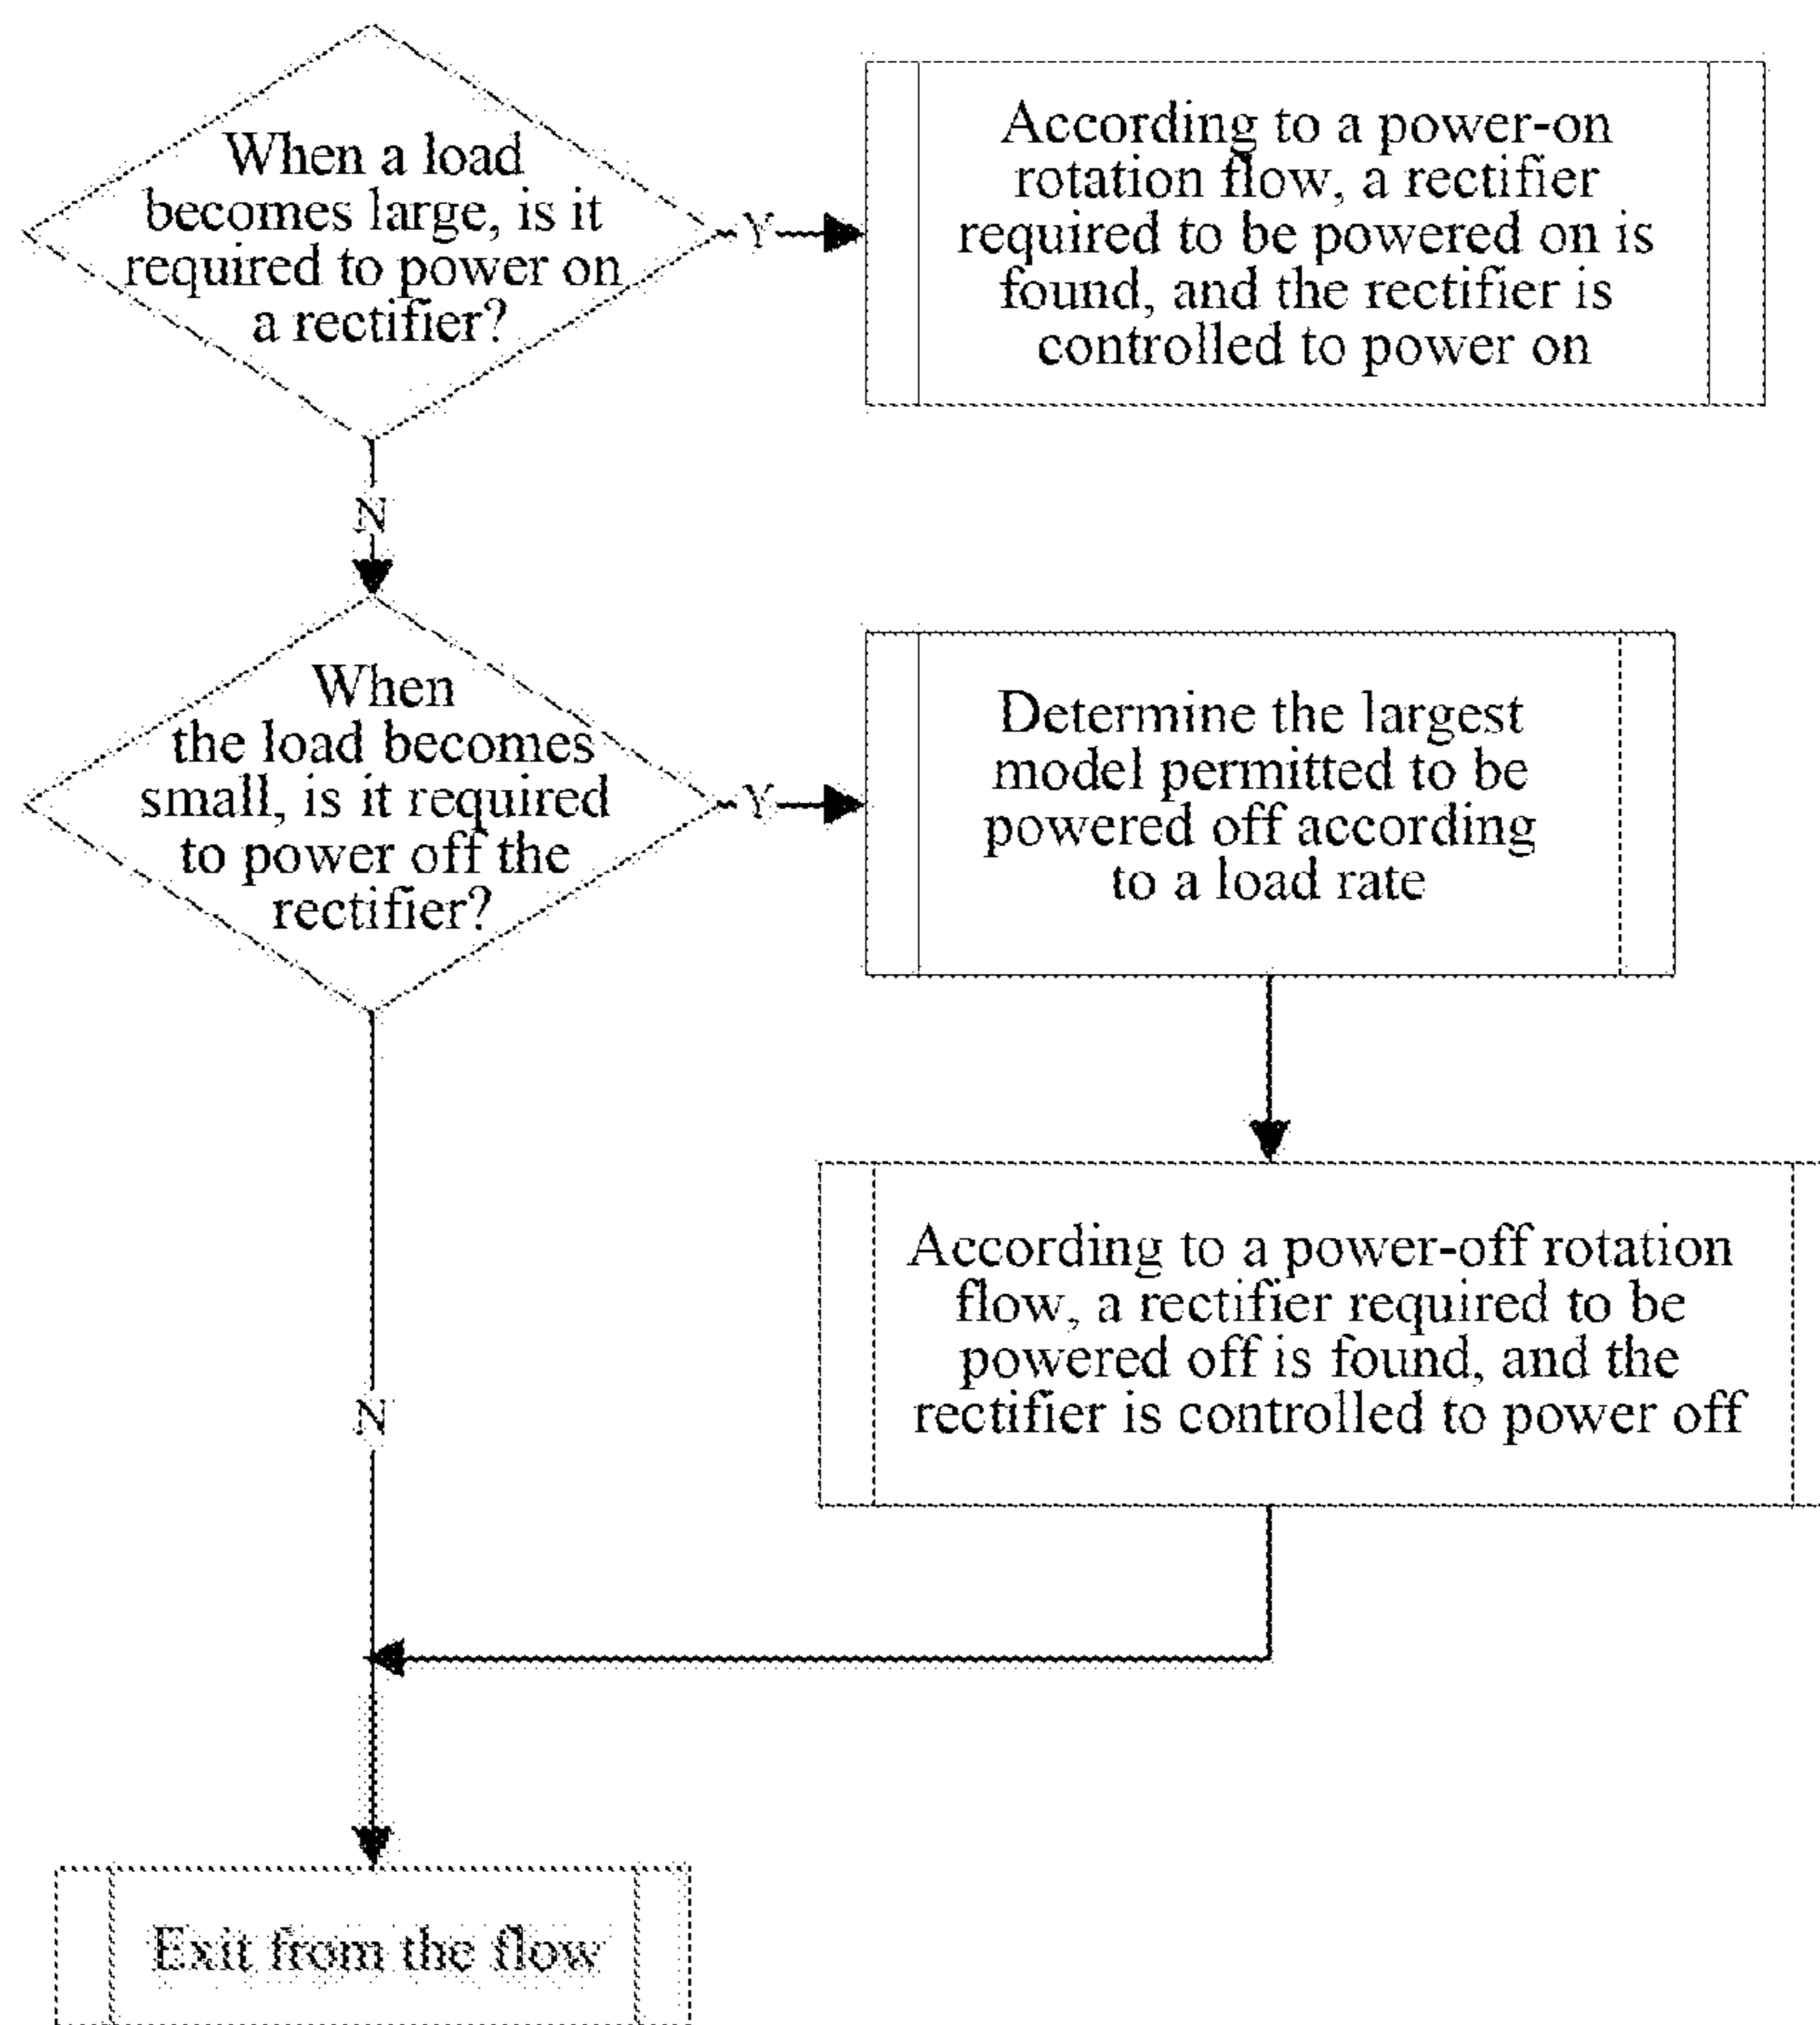 When a load
becomes large, is it
required to power on
a rectifier?
Y
According to a power-on
rotation flow, a rectifier
required to be powered on is
found, and the rectifier is
controlled to power on
N
When
the load becomes
small, is it required
to power off the
rectifier?
Y
Determine the largest
model permitted to be
powered off according
to a load rate
According to a power-off rotation
flow, a rectifier required to be
powered off is found, and the
rectifier is controlled to power off
N
Exit from the flow